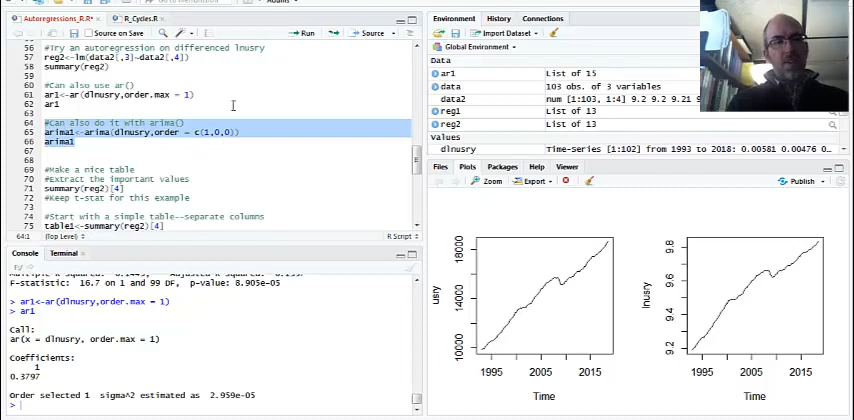 Go to file/function
Addins
Autoregressions_R.R*
R_Cycles.R
Source on Save
Run
Source
56 #Try an autoregression on differenced lnusry
57 reg2<-lm(data2[,3]~data2[,4])
58 summary(reg2)
59
60 #Can also use ar()
61 ar1<-ar(dlnusry,order.max = 1)
62 ar1
63
64 #Can also do it with arima()
65 arima1<-arima(dlnusry,order = c(1,0,0))
66 arima1
67
68
69 #Make a nice table
70 #Extract the important values
71 summary(reg2)[4]
72 #Keep t-stat for this example
73
74 #Start with a simple table--separate columns
75 table1<-summary(reg2)[4]
64:1 (Top Level) R Script
Console Terminal
F-statistic: 16.7 on 1 and 99 DF, p-value: 8.905e-05
> ar1<-ar(dlnusry,order.max = 1)
> ar1
Call:
ar(x = dlnusry, order.max = 1)
Coefficients:
1
0.3797
Order selected 1 sigma^2 estimated as 2.959e-05
>
Environment History Connections
Import Dataset
Global Environment
Data
ar1 List of 15
data 103 obs. of 3 variables
data2 num [1:103, 1:4] 9.2 9.2 9.21
reg1 List of 13
reg2 List of 13
Values
dlnusry Time-Series [1:102] from 1993 to 2018: 0.00581 0.00476 0...
Files Plots Packages Help Viewer
Zoom Export Publish
usry
10000 14000 18000
1995 2005 2015
Time
lnusry
9.2 9.4 9.6 9.8
1995 2005 2015
Time